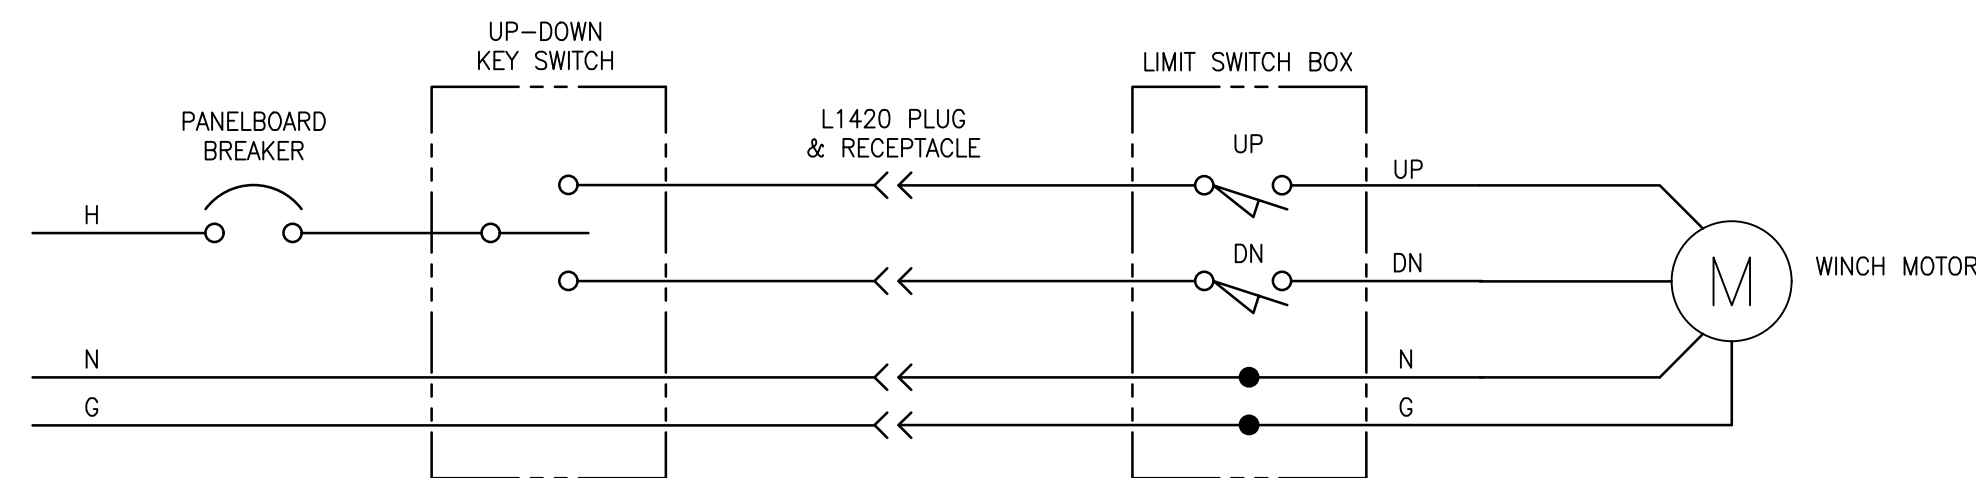 UP-DOWN
KEY SWITCH
LIMIT SWITCH BOX
PANELBOARD
BREAKER
L1420 PLUG
& RECEPTACLE
UP
UP
H
DN
DN
M
WINCH MOTOR
N
N
G
G